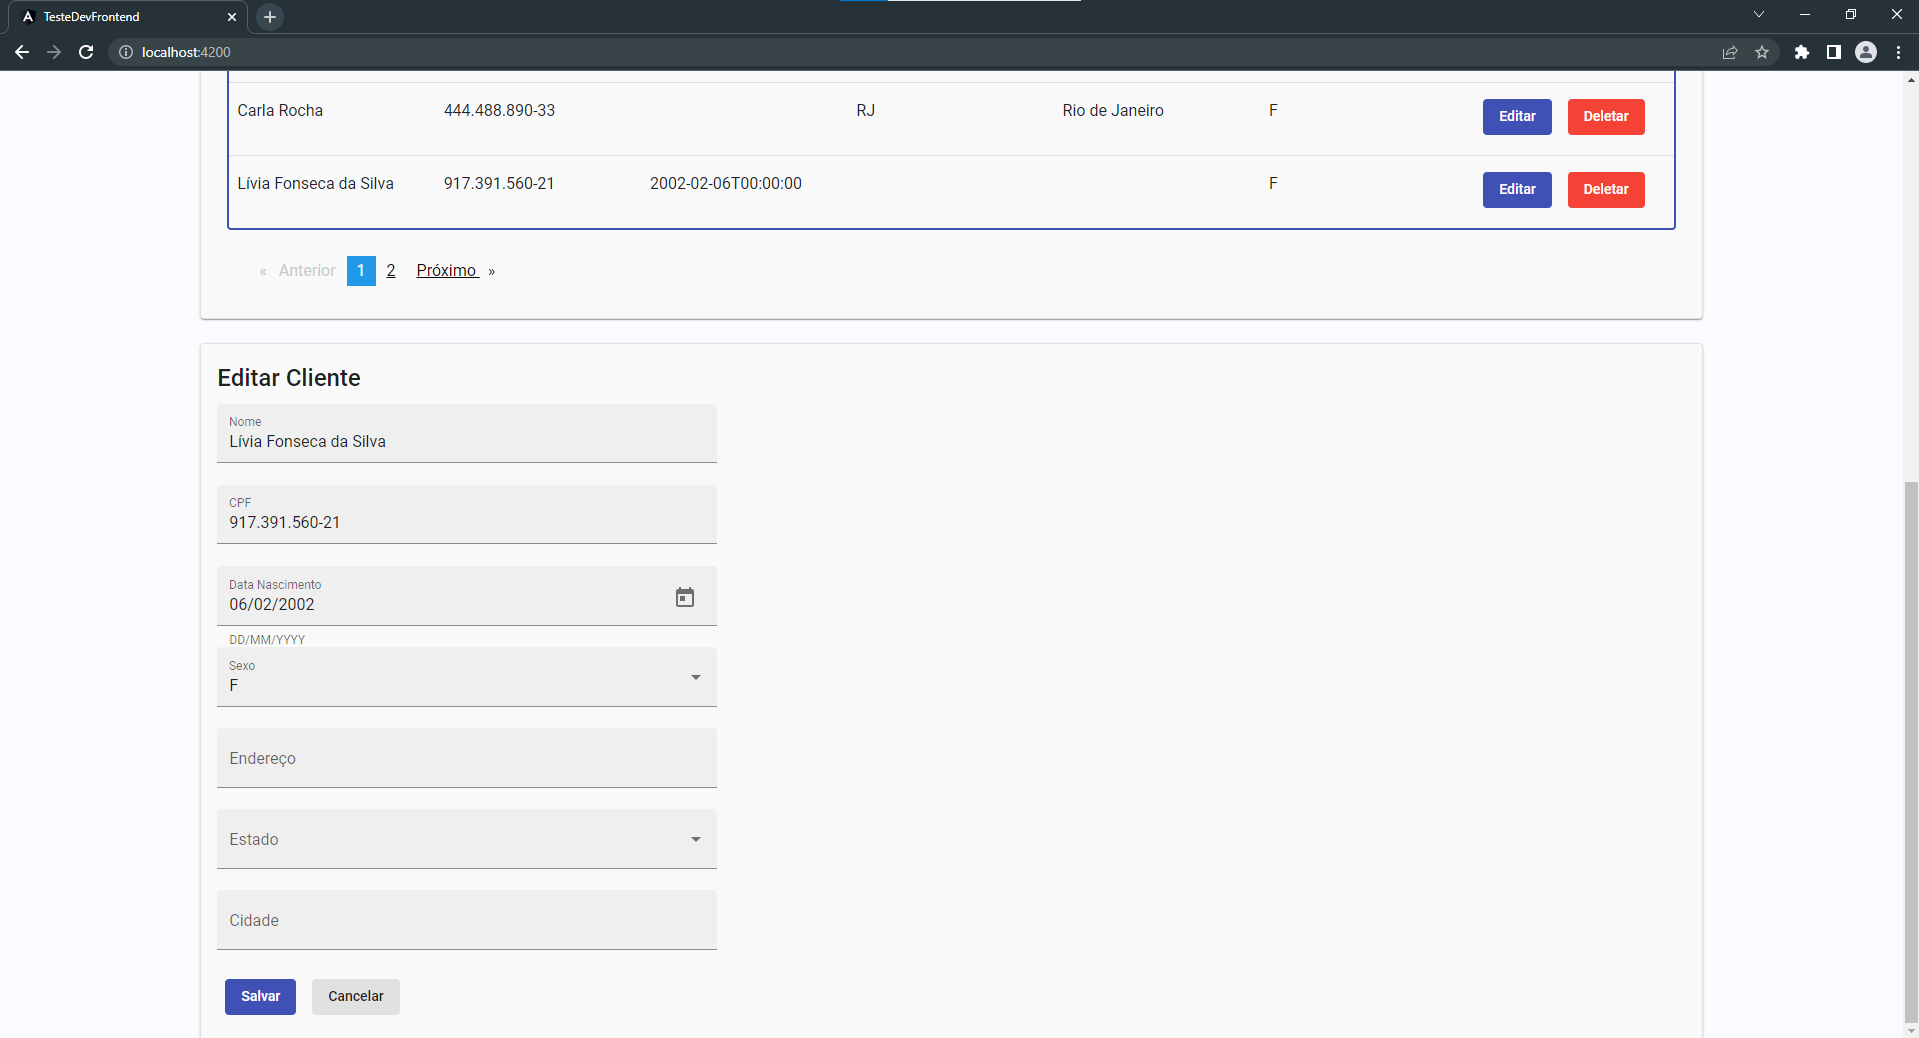 TesteDevFrontend
localhost:4200
Carla Rocha 444.488.890-33 RJ Rio de Janeiro F Editar Deletar
Lívia Fonseca da Silva 917.391.560-21 2002-02-06T00:00:00 F Editar Deletar
« Anterior 1 2 Próximo »
Editar Cliente
Nome
Lívia Fonseca da Silva
CPF
917.391.560-21
Data Nascimento
06/02/2002
DD/MM/YYYY
Sexo
F
Endereço
Estado
Cidade
Salvar Cancelar